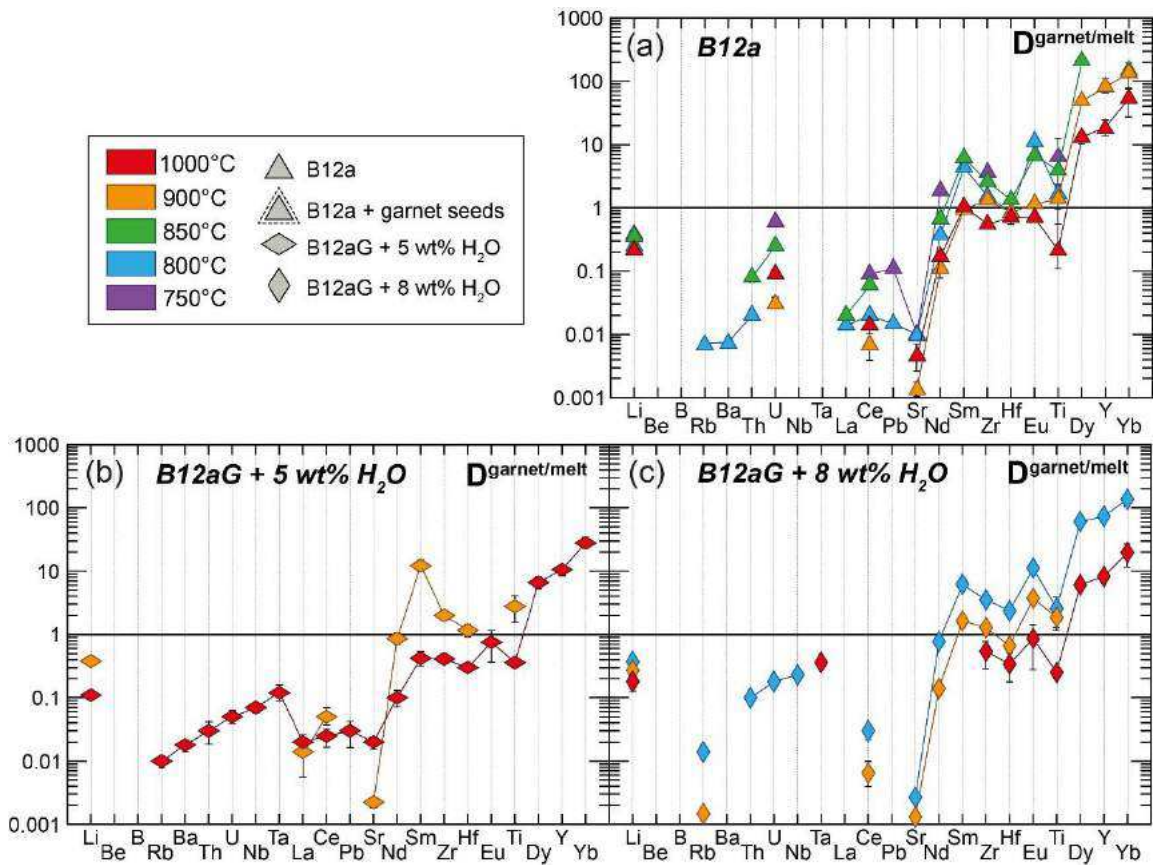 (a) B12a D^garnet/melt
1000
100
10
1
0.1
0.01
0.001
Li Be B Rb Ba Th U Nb Ta La Ce Pb Sr Nd Sm Zr Hf Eu Ti Dy Y Yb
1000°C
900°C
850°C
800°C
750°C
B12a
B12a + garnet seeds
B12aG + 5 wt% H₂O
B12aG + 8 wt% H₂O
(b) B12aG + 5 wt% H₂O D^garnet/melt
1000
100
10
1
0.1
0.01
0.001
Li Be B Rb Ba Th U Nb Ta La Ce Pb Sr Nd Sm Zr Hf Eu Ti Dy Y Yb
(c) B12aG + 8 wt% H₂O D^garnet/melt
Li Be B Rb Ba Th U Nb Ta La Ce Pb Sr Nd Sm Zr Hf Eu Ti Dy Y Yb